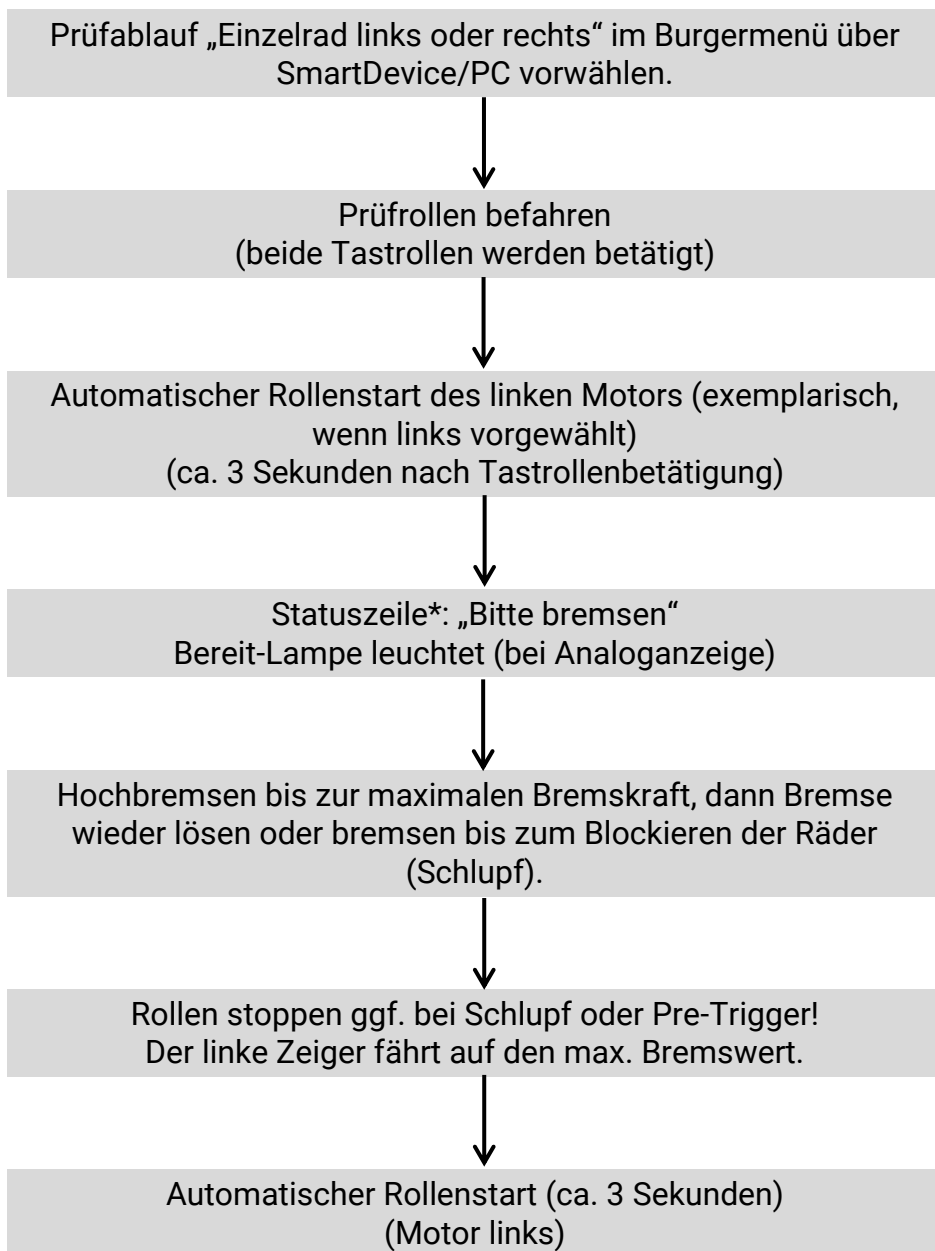 Prüfablauf „Einzelrad links oder rechts“ im Burgermenü über
SmartDevice/PC vorwählen.
Prüfrollen befahren
(beide Tastrollen werden betätigt)
Automatischer Rollenstart des linken Motors (exemplarisch,
wenn links vorgewählt)
(ca. 3 Sekunden nach Tastrollenbetätigung)
Statuszeile*: „Bitte bremsen“
Bereit-Lampe leuchtet (bei Analoganzeige)
Hochbremsen bis zur maximalen Bremskraft, dann Bremse
wieder lösen oder bremsen bis zum Blockieren der Räder
(Schlupf).
Rollen stoppen ggf. bei Schlupf oder Pre-Trigger!
Der linke Zeiger fährt auf den max. Bremswert.
Automatischer Rollenstart (ca. 3 Sekunden)
(Motor links)